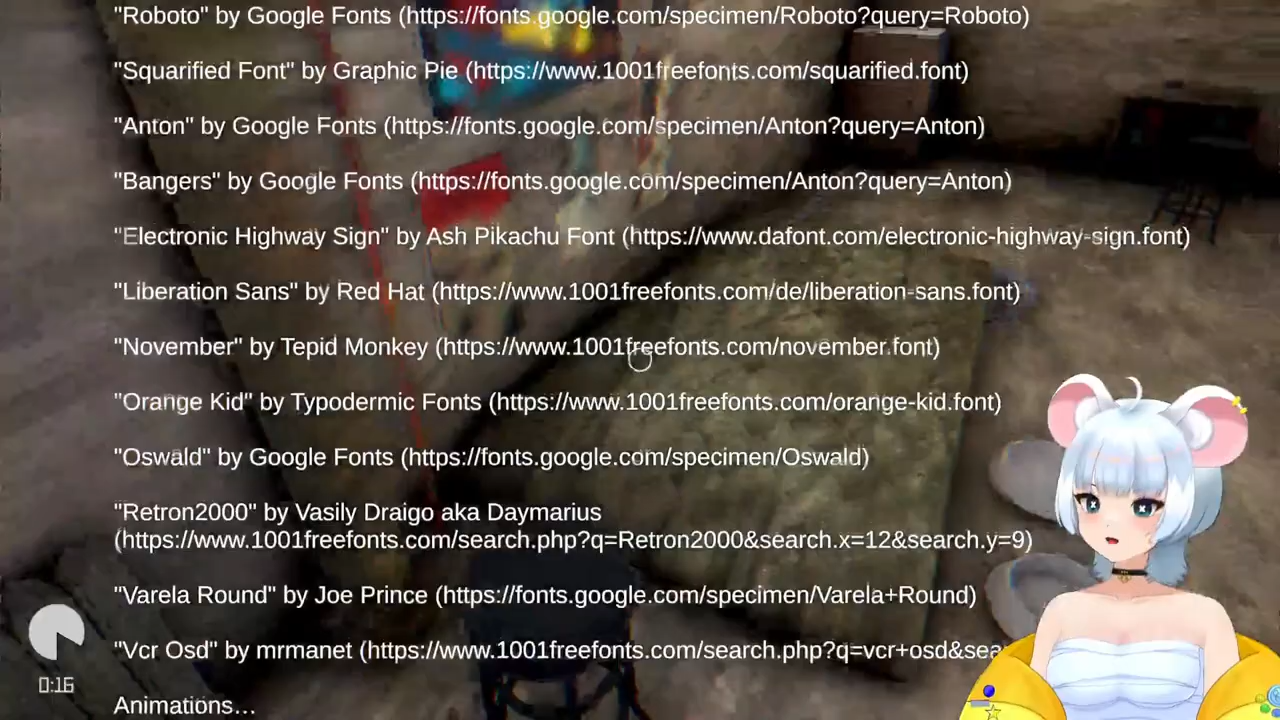 "Roboto" by Google Fonts (https://fonts.google.com/specimen/Roboto?query=Roboto)
"Squarified Font" by Graphic Pie (https://www.1001freefonts.com/squarified.font)
"Anton" by Google Fonts (https://fonts.google.com/specimen/Anton?query=Anton)
"Bangers" by Google Fonts (https://fonts.google.com/specimen/Anton?query=Anton)
"Electronic Highway Sign" by Ash Pikachu Font (https://www.dafont.com/electronic-highway-sign.font)
"Liberation Sans" by Red Hat (https://www.1001freefonts.com/de/liberation-sans.font)
"November" by Tepid Monkey (https://www.1001freefonts.com/november.font)
"Orange Kid" by Typodermic Fonts (https://www.1001freefonts.com/orange-kid.font)
"Oswald" by Google Fonts (https://fonts.google.com/specimen/Oswald)
"Retron2000" by Vasily Draigo aka Daymarius
(https://www.1001freefonts.com/search.php?q=Retron2000&search.x=12&search.y=9)
"Varela Round" by Joe Prince (https://fonts.google.com/specimen/Varela+Round)
"Vcr Osd" by mrmanet (https://www.1001freefonts.com/search.php?q=vcr+osd&sea
0:16
Animations...